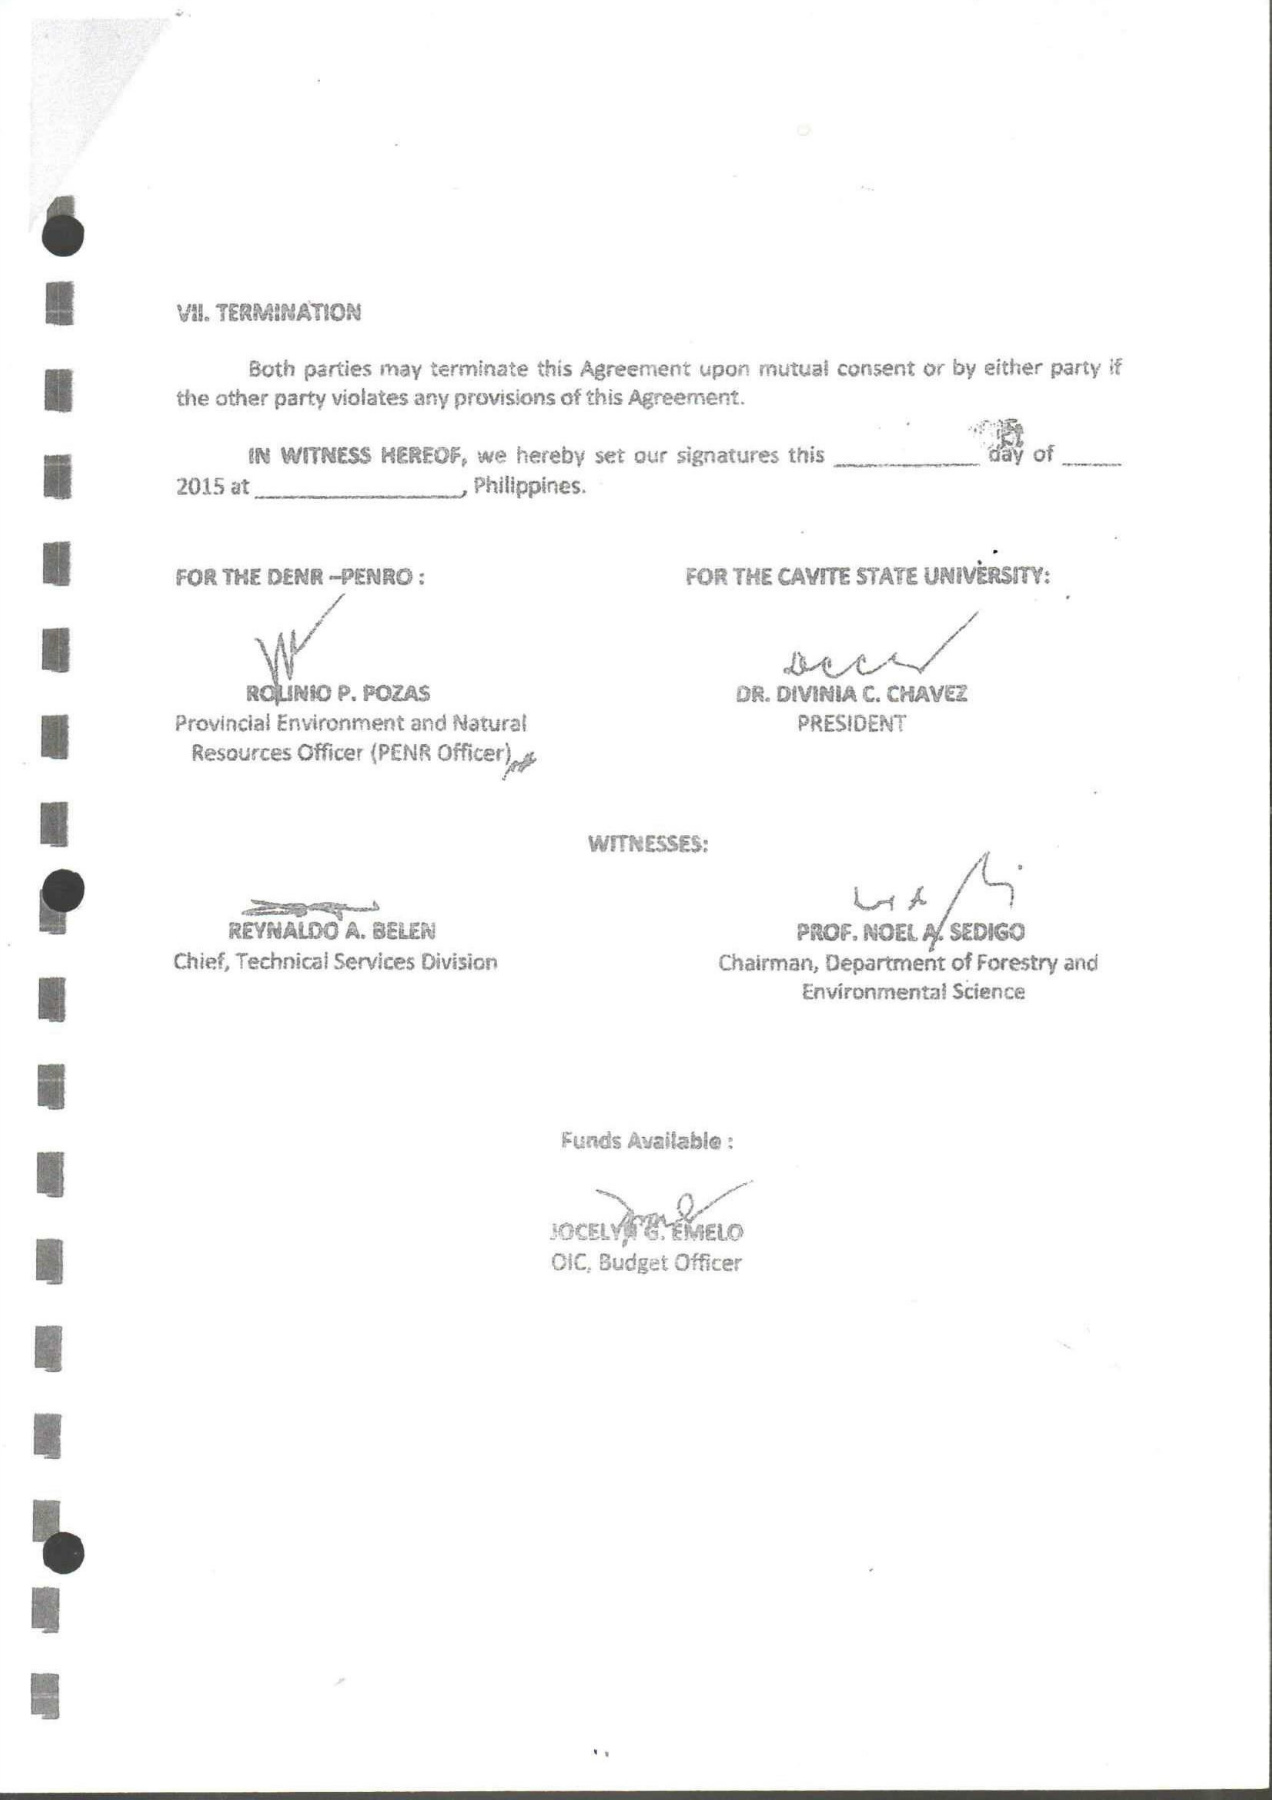 VII. TERMINATION
Both parties may terminate this Agreement upon mutual consent or by either party if
the other party violates any provisions of this Agreement.
IN WITNESS HEREOF, we hereby set our signatures this ____________ day of _____
2015 at __________________, Philippines.
FOR THE DENR –PENRO :
FOR THE CAVITE STATE UNIVERSITY:
ROLINIO P. POZAS
DR. DIVINIA C. CHAVEZ
Provincial Environment and Natural
PRESIDENT
Resources Officer (PENR Officer)
WITNESSES:
REYNALDO A. BELEN
PROF. NOEL A. SEDIGO
Chief, Technical Services Division
Chairman, Department of Forestry and
Environmental Science
Funds Available :
JOCELYN G. EMELO
OIC, Budget Officer